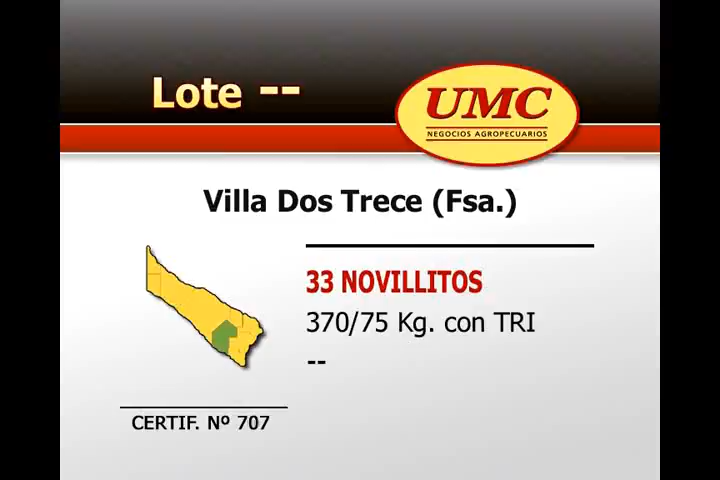 Lote --
UMC
NEGOCIOS AGROPECUARIOS
Villa Dos Trece (Fsa.)
33 NOVILLITOS
370/75 Kg. con TRI
--
CERTIF. Nº 707